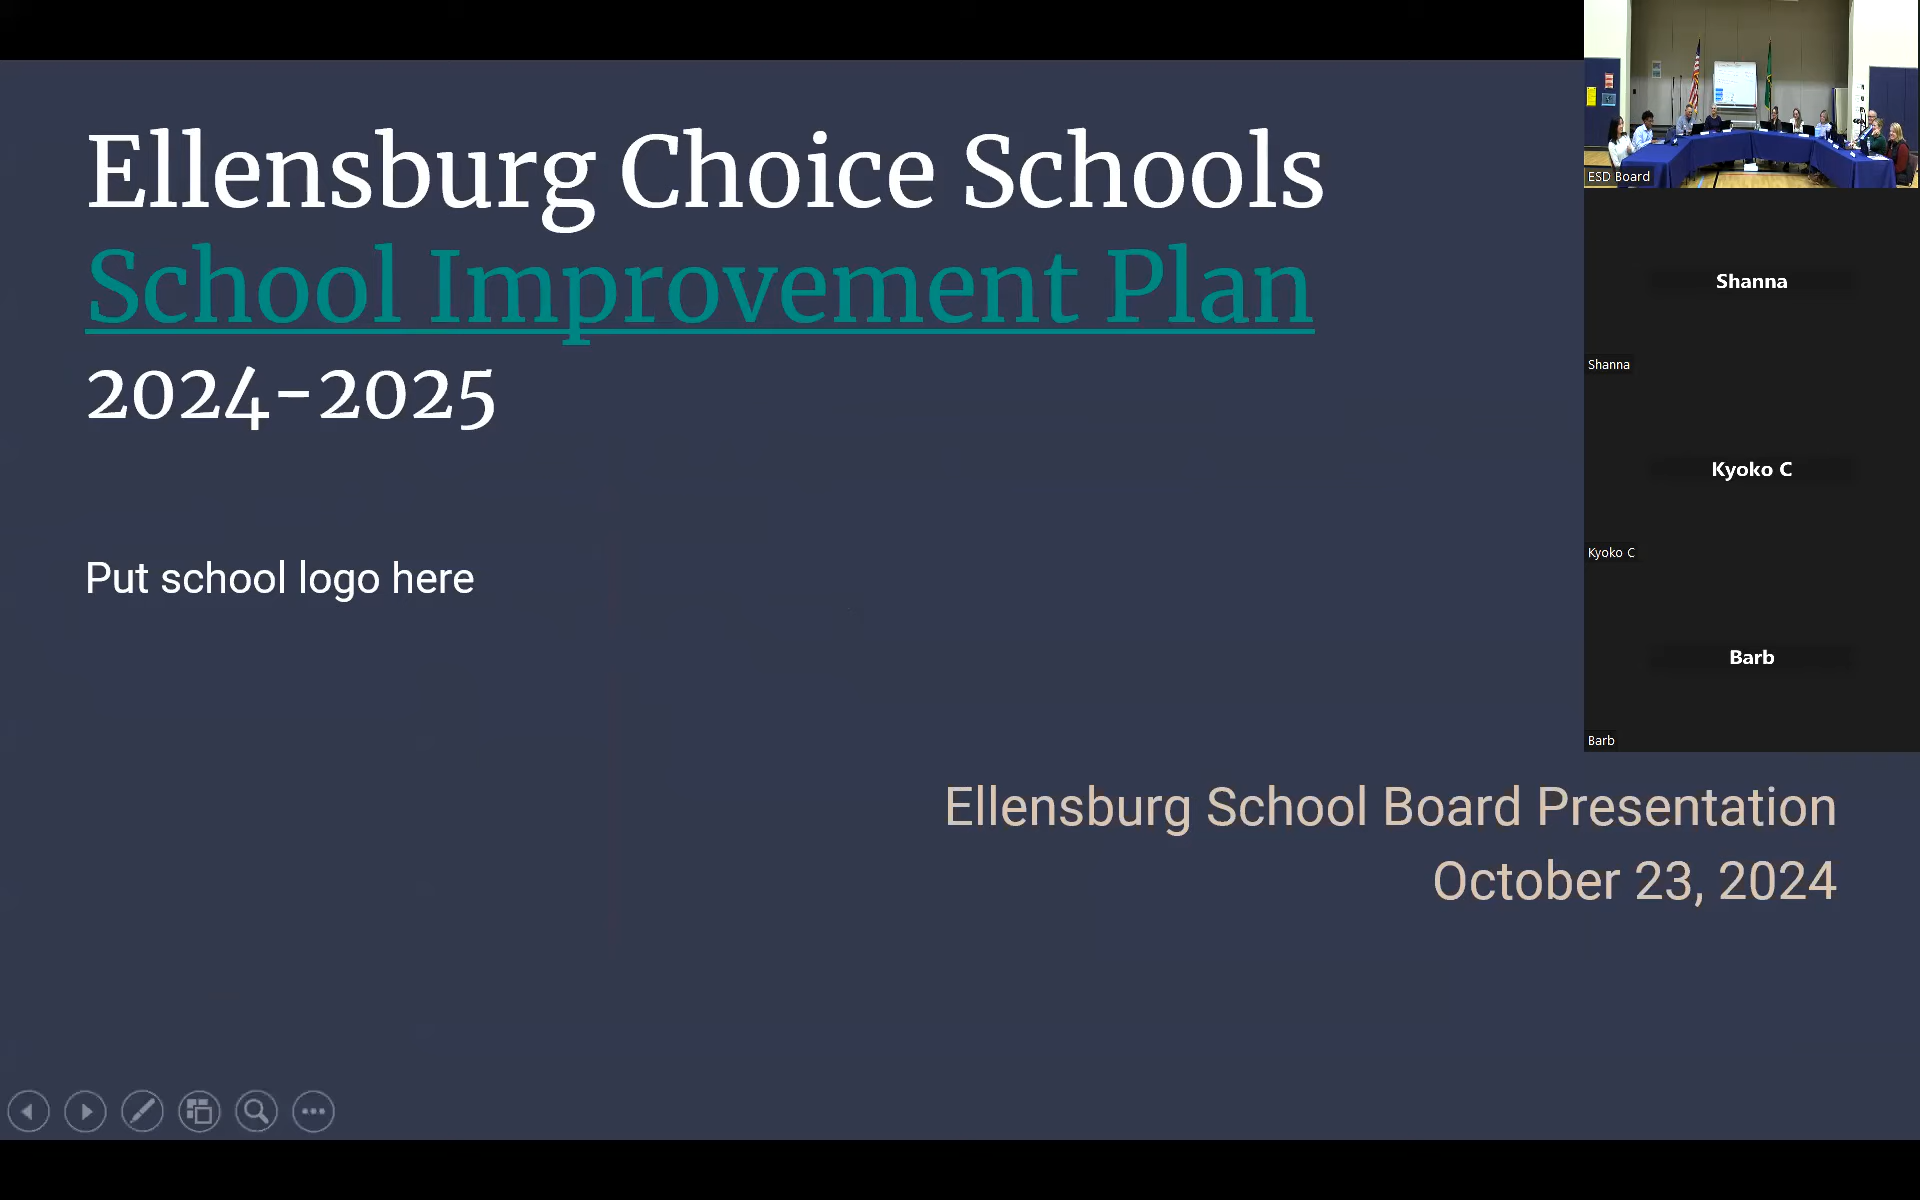 Ellensburg Choice Schools
School Improvement Plan
2024-2025
Put school logo here
Ellensburg School Board Presentation
October 23, 2024
ESD Board
Shanna
Shanna
Kyoko C
Kyoko C
Barb
Barb